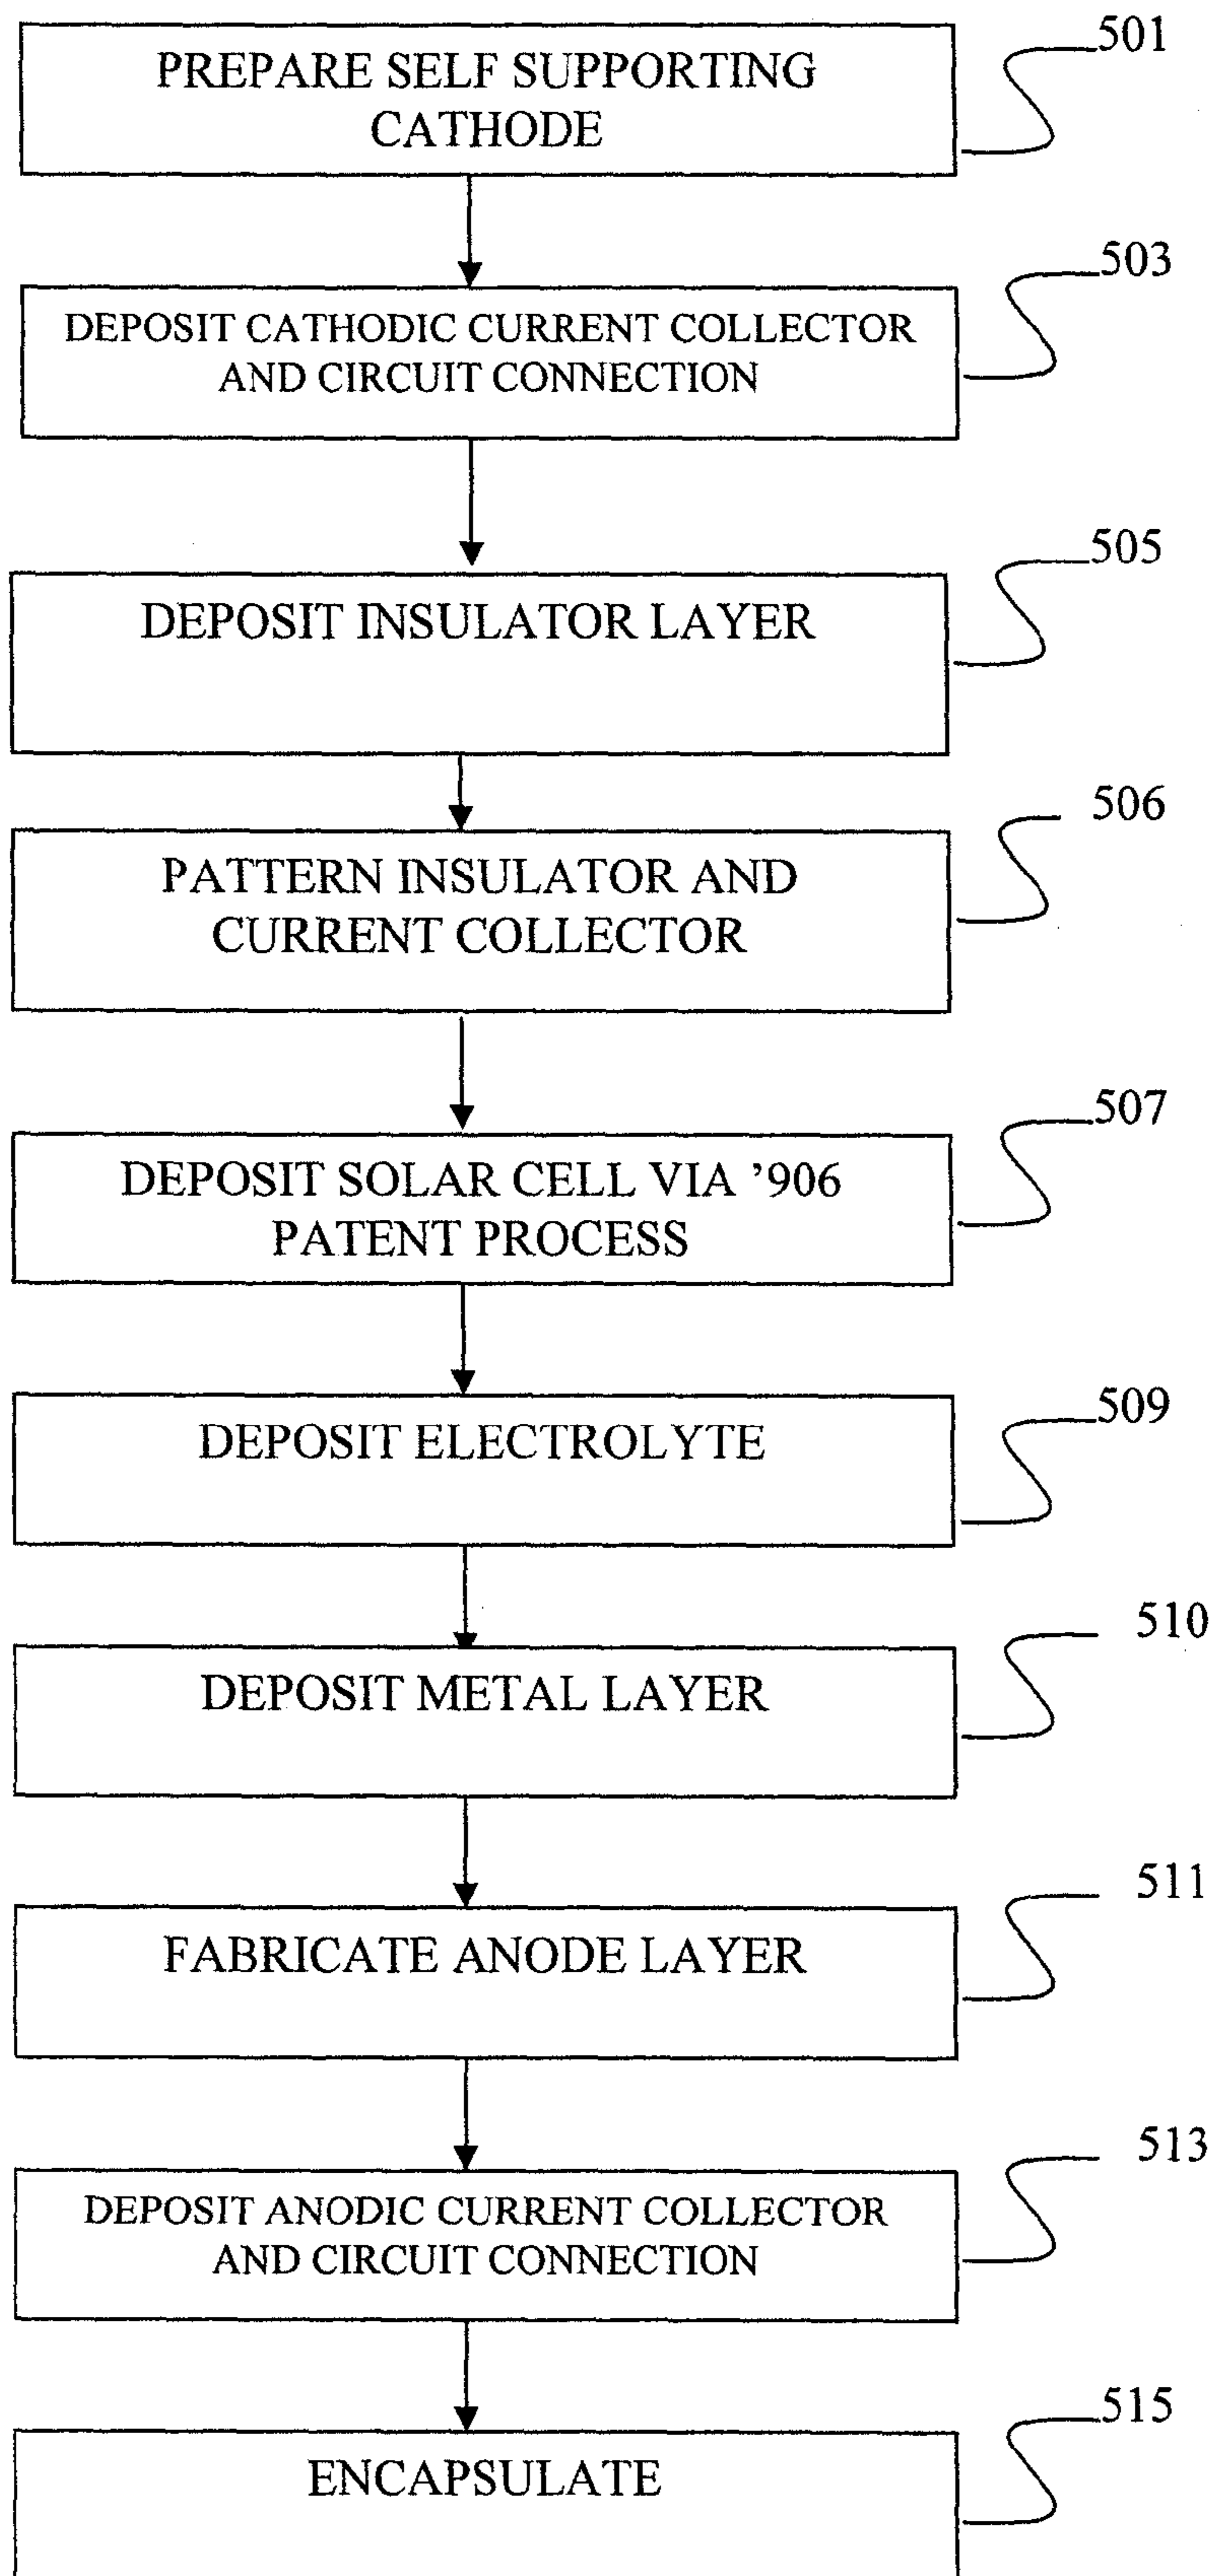 501
PREPARE SELF SUPPORTING
CATHODE
503
DEPOSIT CATHODIC CURRENT COLLECTOR
AND CIRCUIT CONNECTION
505
DEPOSIT INSULATOR LAYER
506
PATTERN INSULATOR AND
CURRENT COLLECTOR
507
DEPOSIT SOLAR CELL VIA ’906
PATENT PROCESS
509
DEPOSIT ELECTROLYTE
510
DEPOSIT METAL LAYER
511
FABRICATE ANODE LAYER
513
DEPOSIT ANODIC CURRENT COLLECTOR
AND CIRCUIT CONNECTION
515
ENCAPSULATE